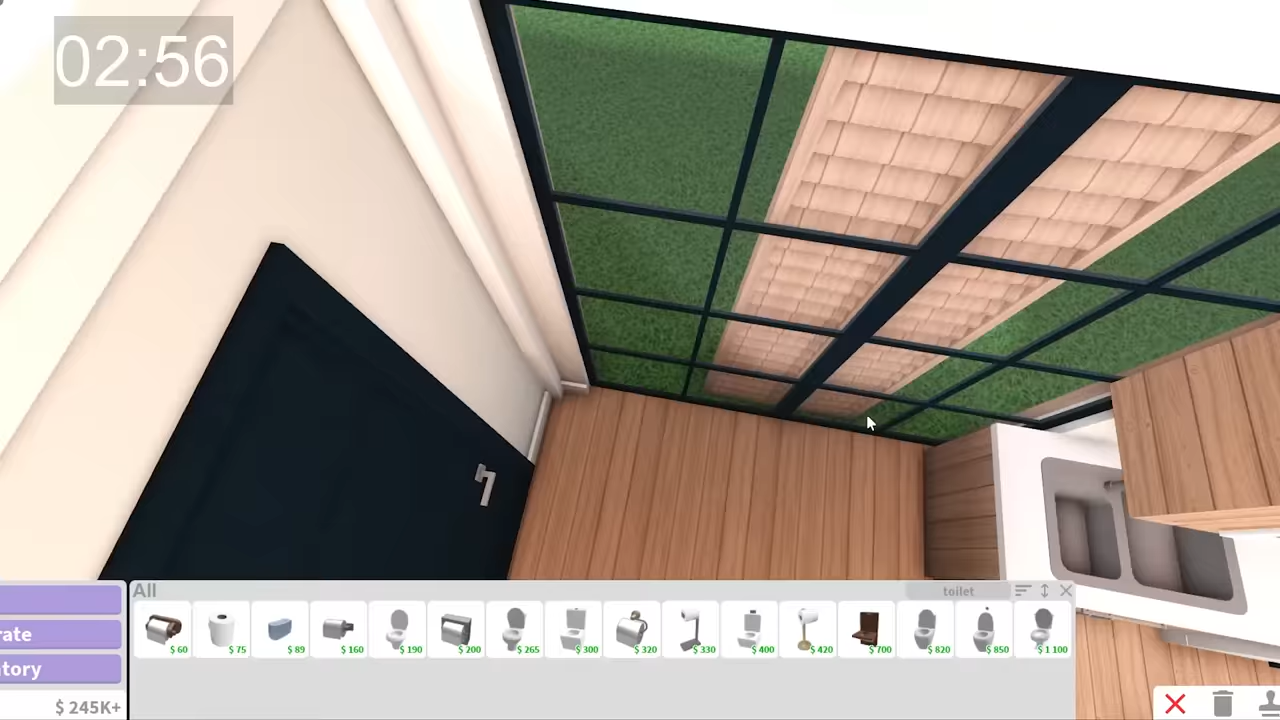 02:56
All
toilet
$ 60
$ 75
$ 89
$ 160
$ 190
$ 200
$ 265
$ 300
$ 320
$ 330
$ 400
$ 420
$ 700
$ 820
$ 850
$ 1 100
rate
tory
$ 245K+